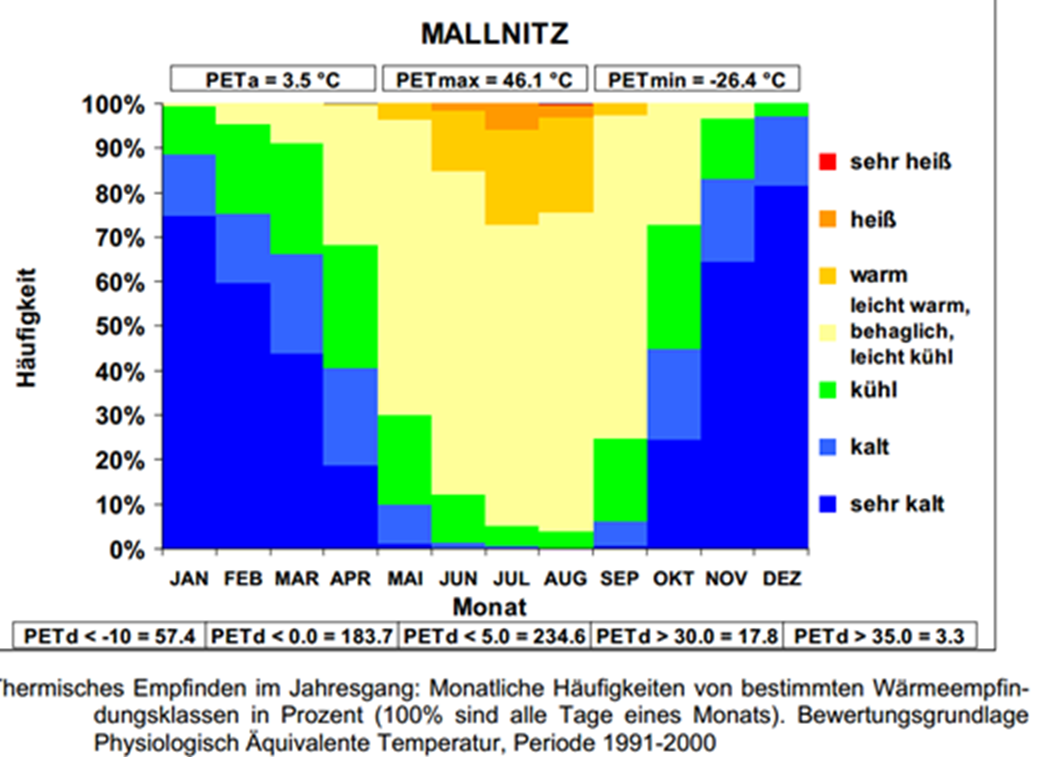 MALLNITZ
PETa = 3.5 °C
PETmax = 46.1 °C
PETmin = -26.4 °C
100%
90%
80%
70%
60%
50%
40%
30%
20%
10%
0%
Häufigkeit
sehr heiß
heiß
warm
leicht warm,
behaglich,
leicht kühl
kühl
kalt
sehr kalt
JAN FEB MAR APR MAI JUN JUL AUG SEP OKT NOV DEZ
Monat
PETd < -10 = 57.4 PETd < 0.0 = 183.7 PETd < 5.0 = 234.6 PETd > 30.0 = 17.8 PETd > 35.0 = 3.3
Thermisches Empfinden im Jahresgang: Monatliche Häufigkeiten von bestimmten Wärmeempfin-
dungsklassen in Prozent (100% sind alle Tage eines Monats). Bewertungsgrundlage
Physiologisch Äquivalente Temperatur, Periode 1991-2000